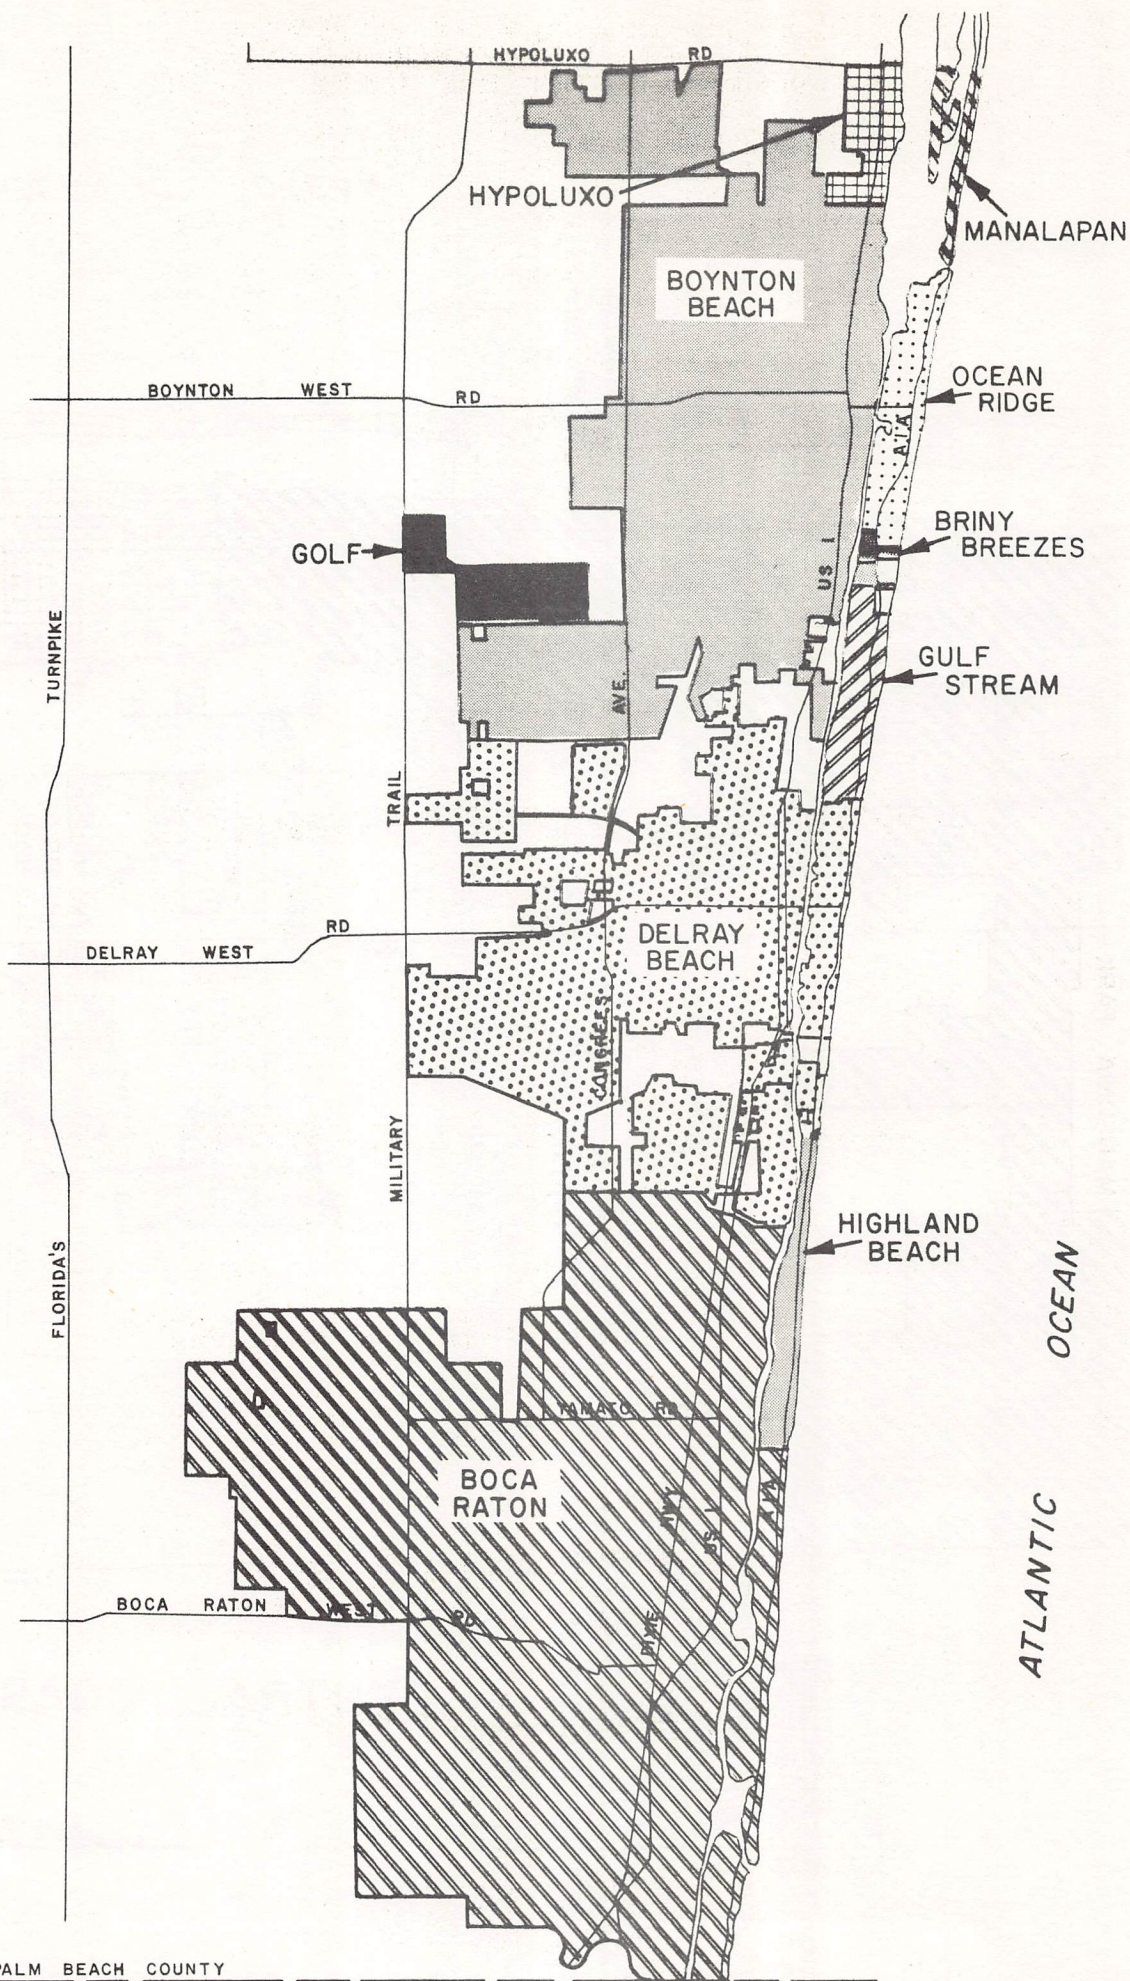 HYPOLUXO RD
HYPOLUXO
MANALAPAN
BOYNTON
BEACH
BOYNTON WEST RD
OCEAN
RIDGE
A1A
BRINY
BREEZES
GOLF
US 1
GULF
STREAM
FLORIDA'S TURNPIKE
MILITARY TRAIL
CONGRESS AVE.
DELRAY WEST RD
DELRAY
BEACH
HIGHLAND
BEACH
ATLANTIC OCEAN
YAMATO RD
BOCA
RATON
DIXIE HWY
US 1
A1A
BOCA RATON WEST RD
PALM BEACH COUNTY